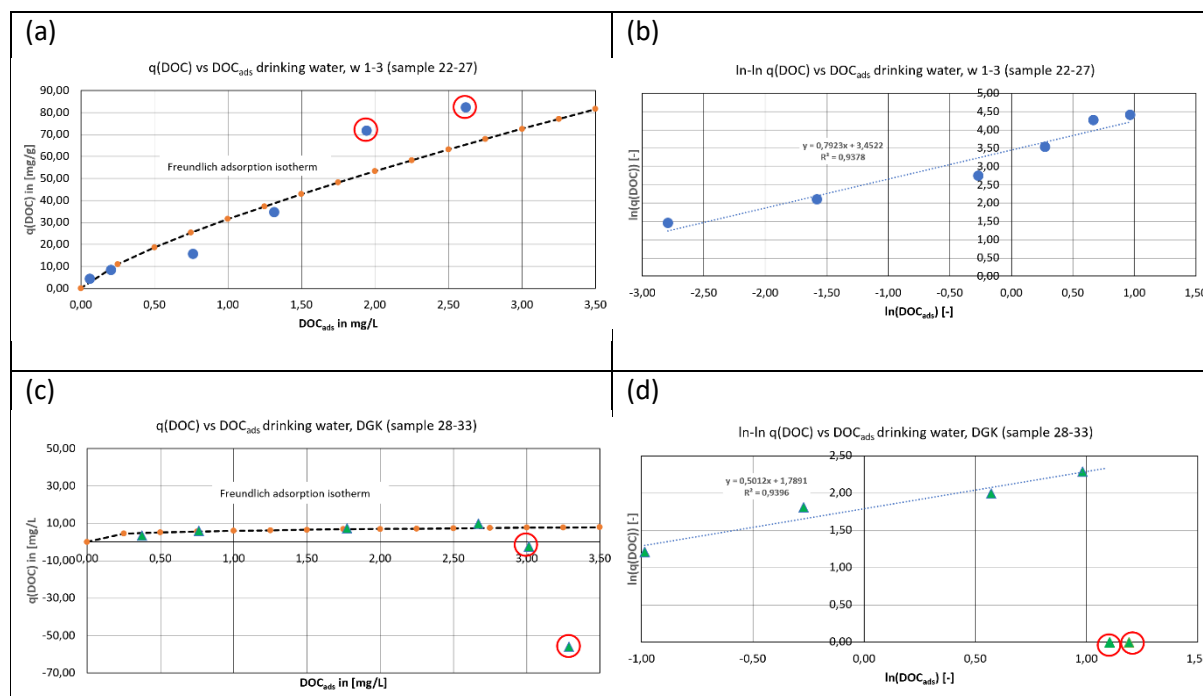 (a)
q(DOC) vs DOCads drinking water, w 1-3 (sample 22-27)
90,00
80,00
70,00
60,00
50,00
40,00
30,00
20,00
10,00
0,00
q(DOC) in [mg/g]
Freundlich adsorption isotherm
0,00 0,50 1,00 1,50 2,00 2,50 3,00 3,50
DOCads in mg/L
(b)
ln-ln q(DOC) vs DOCads drinking water, w 1-3 (sample 22-27)
5,00
4,50
4,00
3,50
3,00
2,50
2,00
1,50
1,00
0,50
0,00
ln(q(DOC)) [-]
y = 0,7923x + 3,4522
R² = 0,9378
-3,00 -2,50 -2,00 -1,50 -1,00 -0,50 0,00 0,50 1,00 1,50
ln(DOCads) [-]
(c)
q(DOC) vs DOCads drinking water, DGK (sample 28-33)
50,00
30,00
10,00
-10,00
-30,00
-50,00
-70,00
q(DOC) in [mg/L]
Freundlich adsorption isotherm
0,00 0,50 1,00 1,50 2,00 2,50 3,00 3,50
DOCads in [mg/L]
(d)
ln-ln q(DOC) vs DOCads drinking water, DGK (sample 28-33)
2,50
2,00
1,50
1,00
0,50
0,00
ln(q(DOC)) [-]
y = 0,5012x + 1,7891
R² = 0,9396
-1,00 -0,50 0,00 0,50 1,00 1,50
ln(DOCads) [-]